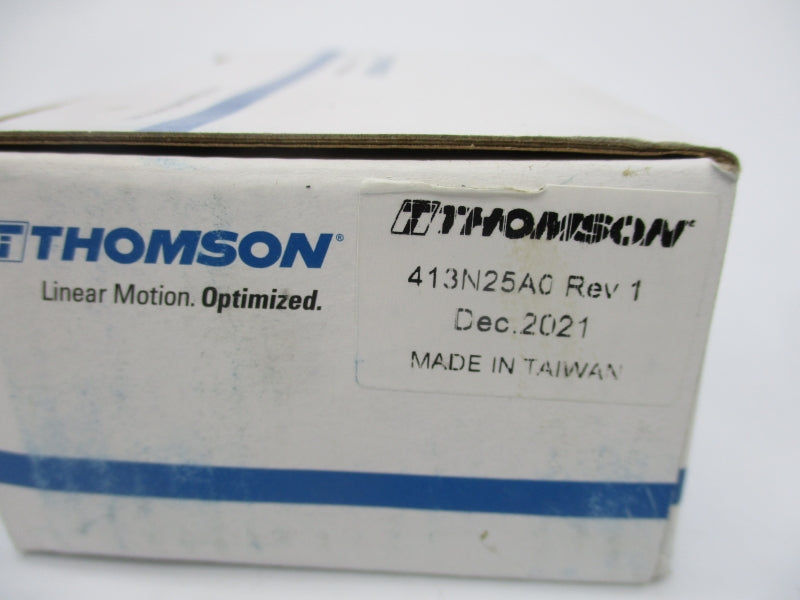 THOMSON®
Linear Motion. Optimized.
THOMSON
413N25A0 Rev 1
Dec.2021
MADE IN TAIWAN